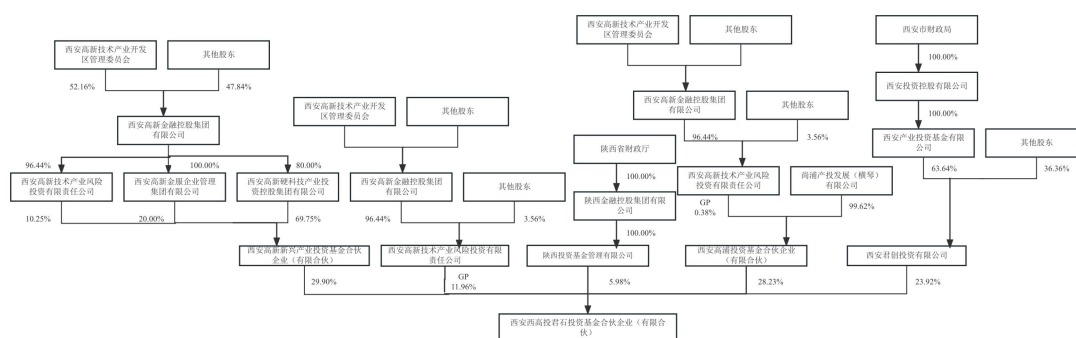 西安高新技术产业开发
区管理委员会
其他股东
西安高新技术产业开发
区管理委员会
其他股东
西安市财政局
52.16%
47.84%
100.00%
西安高新技术产业开发
区管理委员会
其他股东
西安高新金融控股集团
有限公司
其他股东
西安投资控股有限公司
西安高新金融控股集团
有限公司
96.44%
3.56%
100.00%
陕西省财政厅
西安产业投资基金有限
公司
其他股东
96.44%
100.00%
80.00%
100.00%
63.64%
36.36%
西安高新技术产业风险
投资有限责任公司
西安高新金服企业管理
集团有限公司
西安高新硬科技产业投
资控股集团有限公司
西安高新金融控股集团
有限公司
其他股东
陕西金融控股集团有限
公司
西安高新技术产业风险
投资有限责任公司
尚浦产投发展（横琴）
有限公司
10.25%
20.00%
69.75%
96.44%
3.56%
100.00%
GP
0.38%
99.62%
西安高新新兴产业投资基金合伙
企业（有限合伙）
西安高新技术产业风险投资有限
责任公司
陕西投资基金管理有限公司
西安高浦投资基金合伙企业
（有限合伙）
西安君创投资有限公司
29.90%
GP
11.96%
5.98%
28.23%
23.92%
西安西高投君石投资基金合伙企业（有限合
伙）